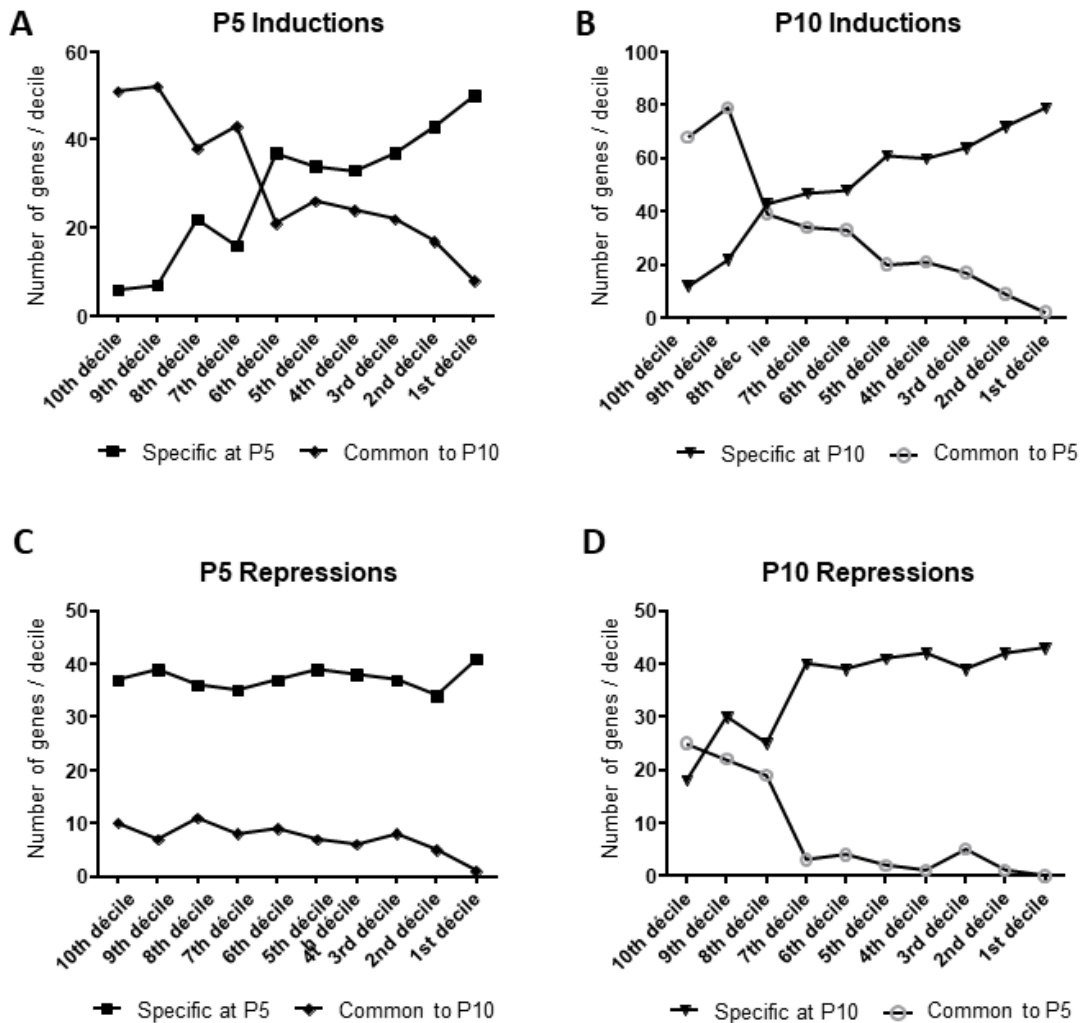 A
P5 Inductions
Number of genes / decile
60
40
20
0
10th décile
9th décile
8th décile
7th décile
6th décile
5th décile
4th décile
3rd décile
2nd décile
1st décile
Specific at P5
Common to P10
B
P10 Inductions
Number of genes / decile
100
80
60
40
20
0
10th décile
9th décile
8th déc ile
7th décile
6th décile
5th décile
4th décile
3rd décile
2nd décile
1st décile
Specific at P10
Common to P5
C
P5 Repressions
Number of genes / decile
50
40
30
20
10
0
10th décile
9th décile
8th décile
7th décile
6th décile
5th décile
décile
3rd décile
2nd décile
1st décile
Specific at P5
Common to P10
D
P10 Repressions
Number of genes / decile
50
40
30
20
10
0
10th décile
9th décile
8th décile
7th décile
6th décile
5th décile
4th décile
3rd décile
2nd décile
1st décile
Specific at P10
Common to P5